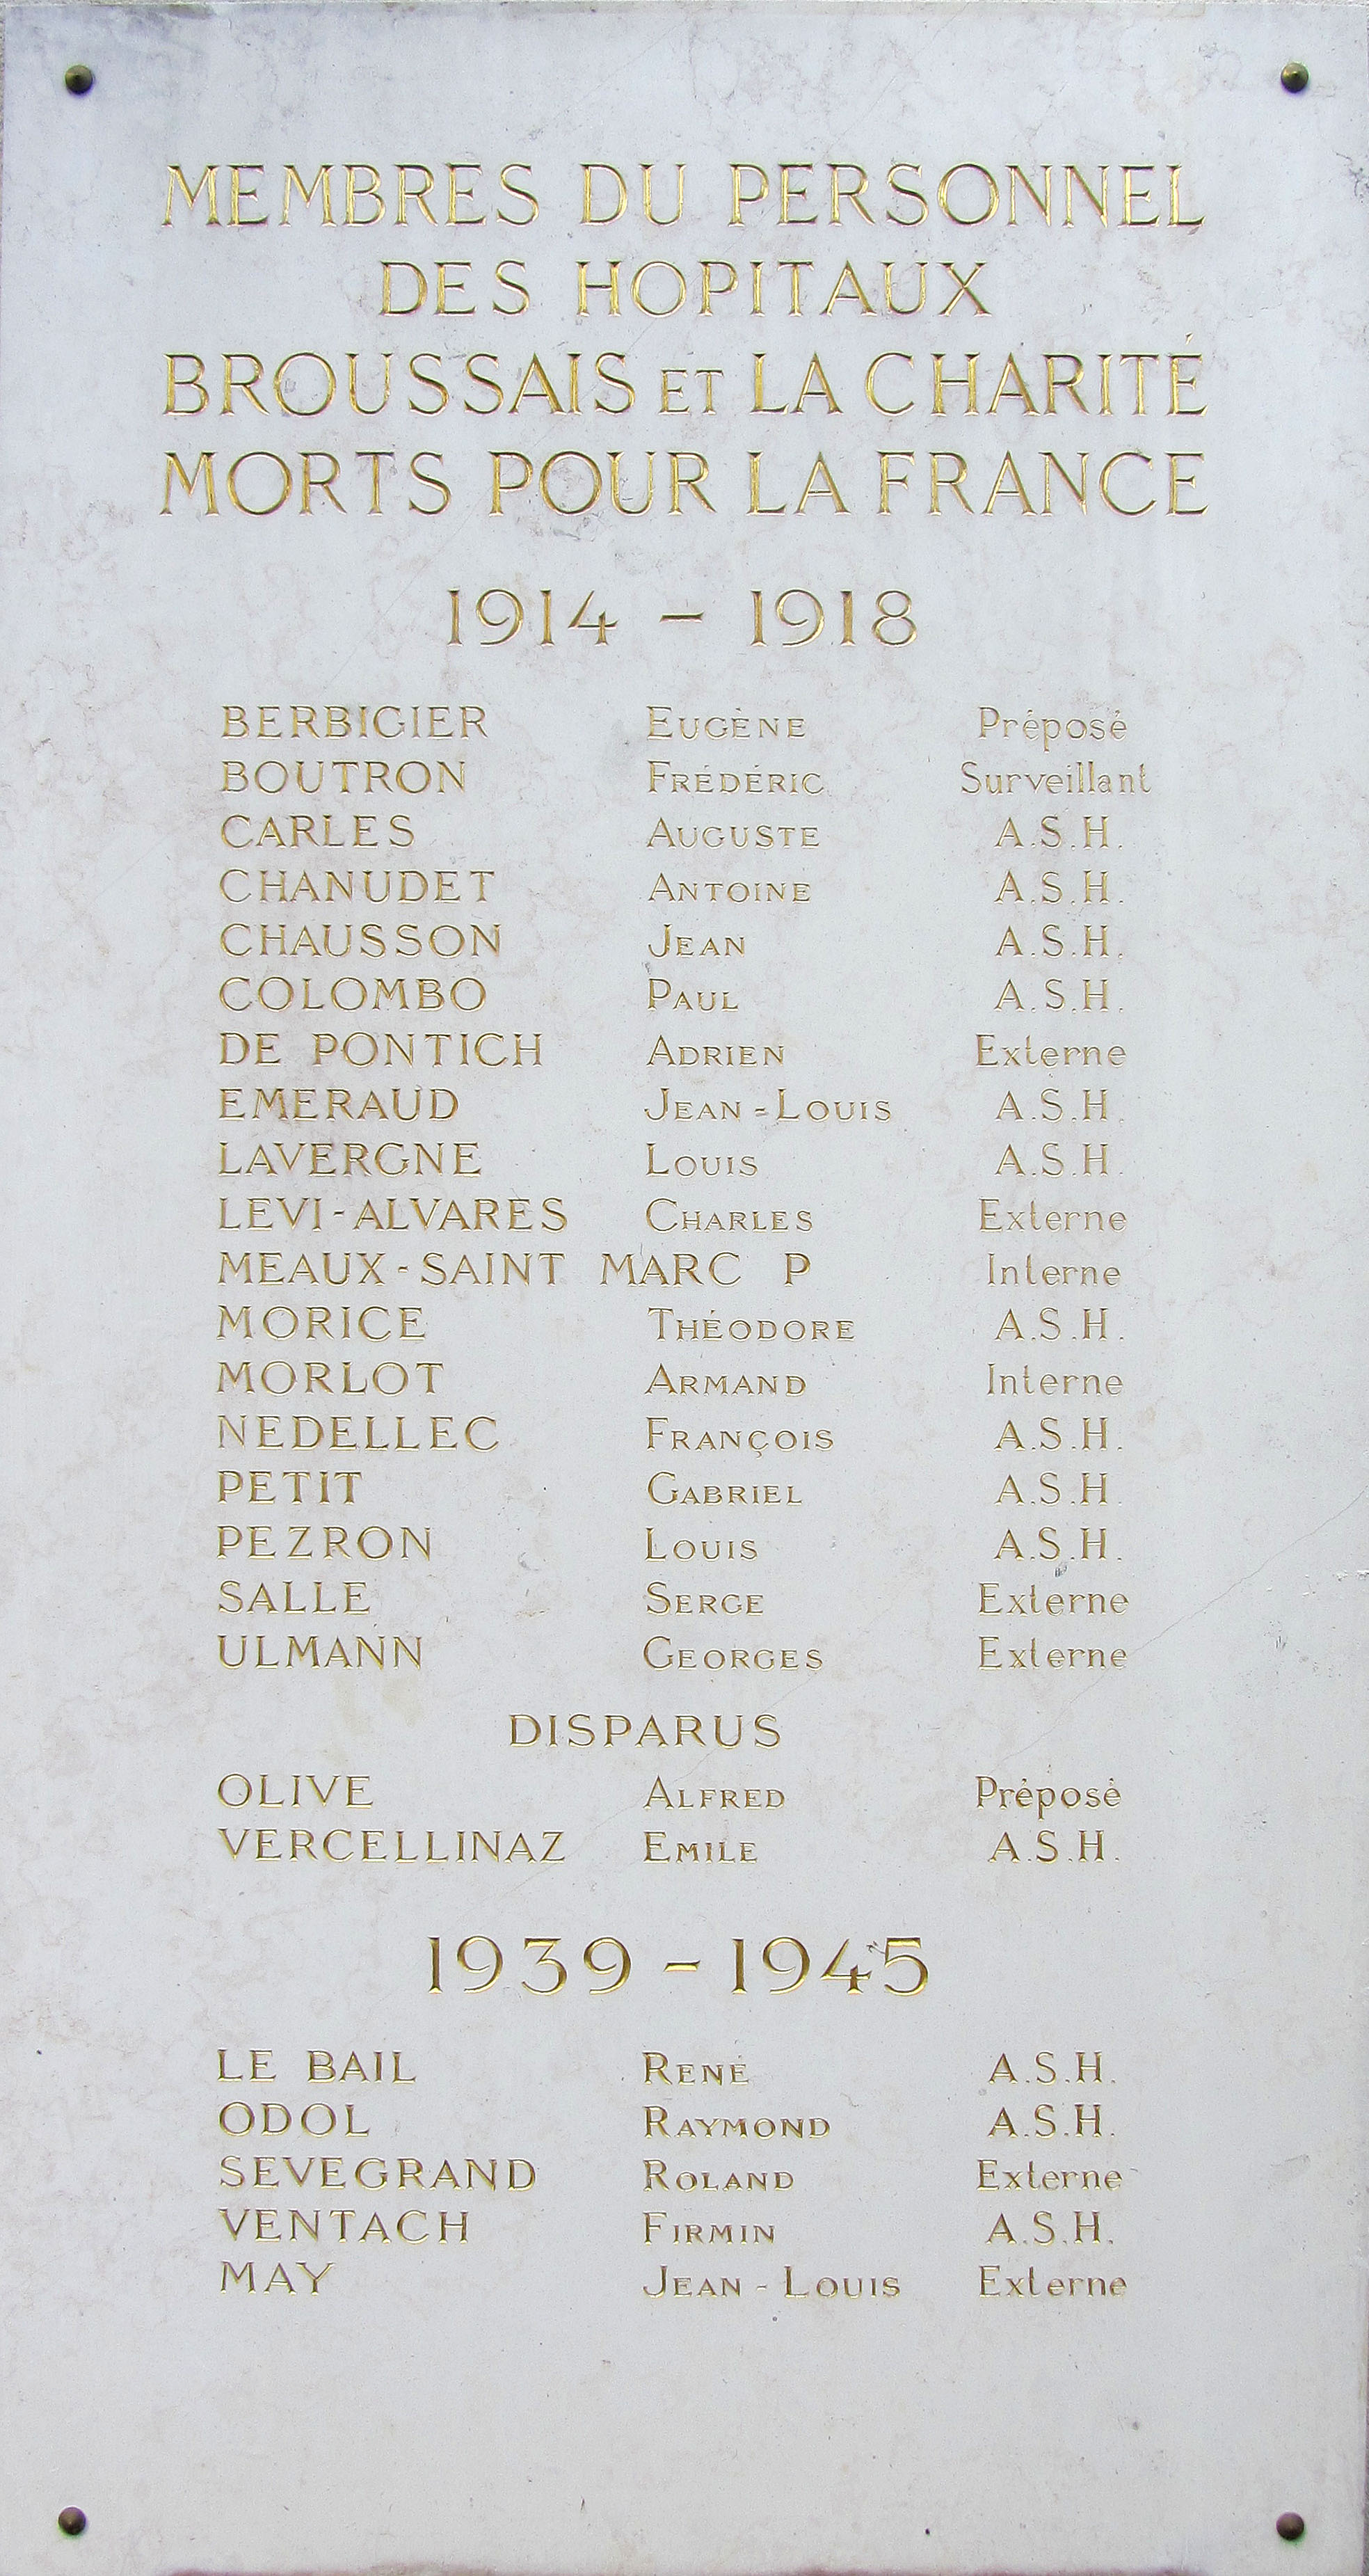 MEMBRES DU PERSONNEL
DES HOPITAUX
BROUSSAIS ET LA CHARITÉ
MORTS POUR LA FRANCE
1914 - 1918
BERBIGIER EUGÈNE Préposé
BOUTRON FRÉDÉRIC Surveillant
CARLES AUGUSTE A.S.H.
CHANUDET ANTOINE A.S.H.
CHAUSSON JEAN A.S.H.
COLOMBO PAUL A.S.H.
DE PONTICH ADRIEN Externe
EMERAUD JEAN-LOUIS A.S.H.
LAVERGNE LOUIS A.S.H.
LEVI-ALVARES CHARLES Externe
MEAUX-SAINT MARC P Interne
MORICE THÉODORE A.S.H.
MORLOT ARMAND Interne
NEDELLEC FRANÇOIS A.S.H.
PETIT GABRIEL A.S.H.
PEZRON LOUIS A.S.H.
SALLE SERGE Externe
ULMANN GEORGES Externe
DISPARUS
OLIVE ALFRED Préposé
VERCELLINAZ EMILE A.S.H.
1939 - 1945
LE BAIL RENÉ A.S.H.
ODOL RAYMOND A.S.H.
SEVEGRAND ROLAND Externe
VENTACH FIRMIN A.S.H.
MAY JEAN-LOUIS Externe